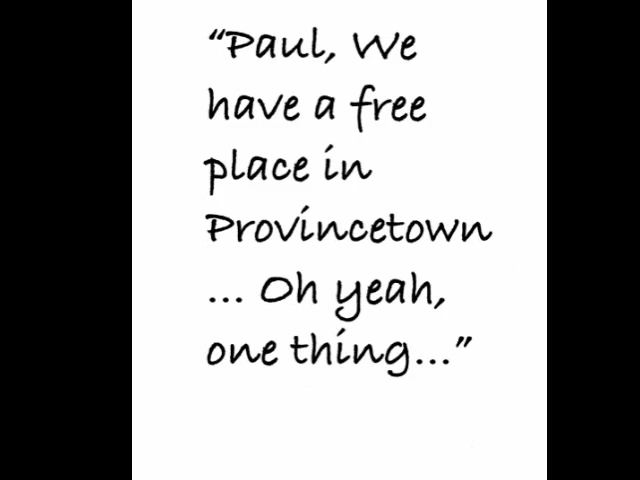 “Paul, We
have a free
place in
Provincetown
... Oh yeah,
one thing...”